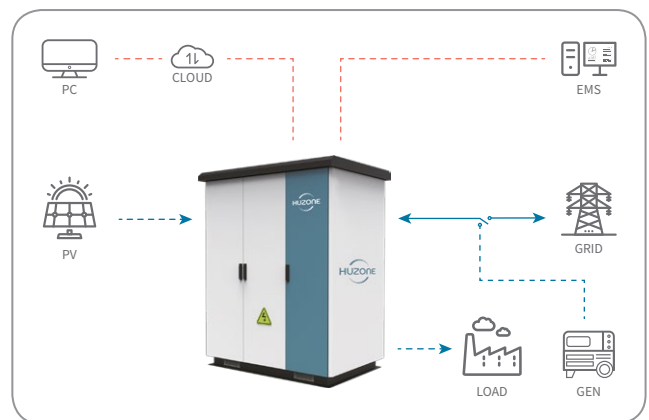 PC
CLOUD
EMS
HUZONE
PV
HUZONE
GRID
LOAD
GEN